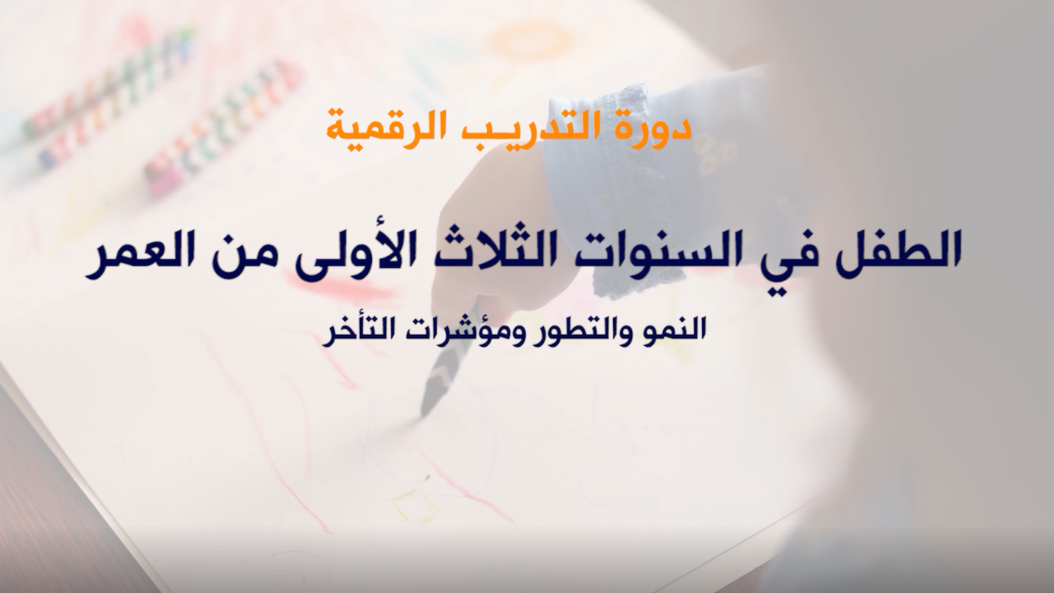 دورة التدريب الرقمية
الطفل في السنوات الثلاث الأولى من العمر
النمو والتطور ومؤشرات التأخر